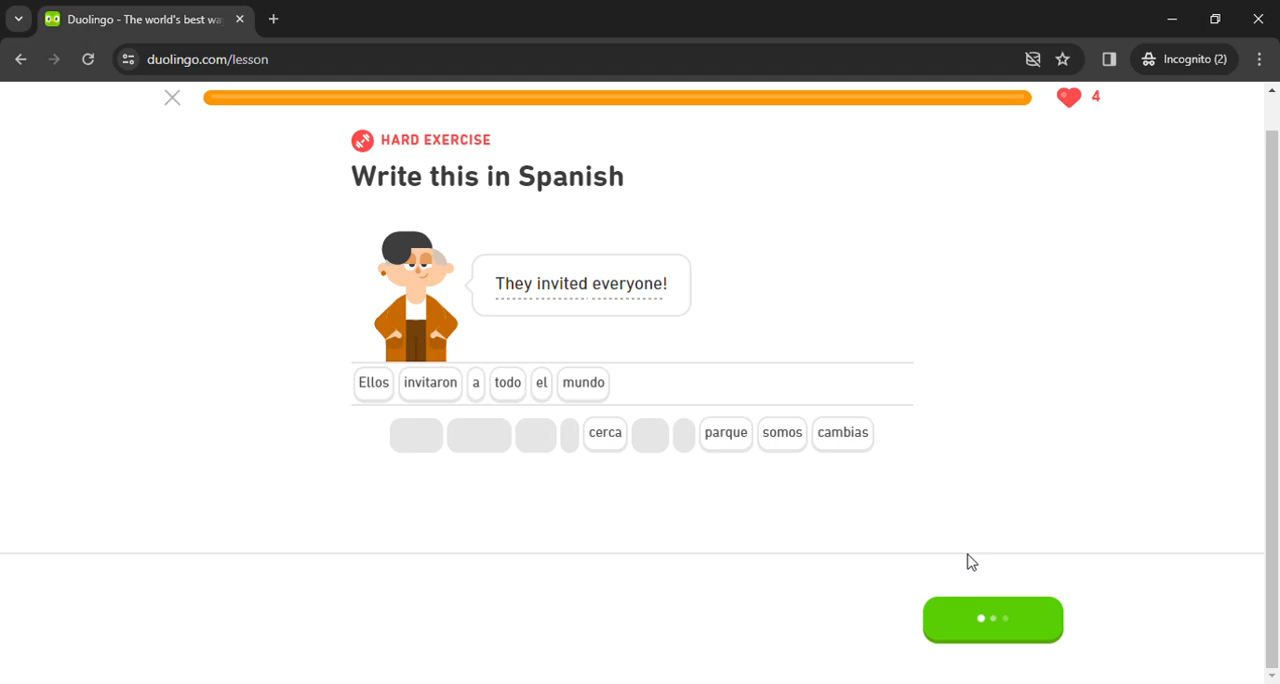 Duolingo - The world's best wa
duolingo.com/lesson
Incognito (2)
4
HARD EXERCISE
Write this in Spanish
They invited everyone!
Ellos invitaron a todo el mundo
cerca parque somos cambias